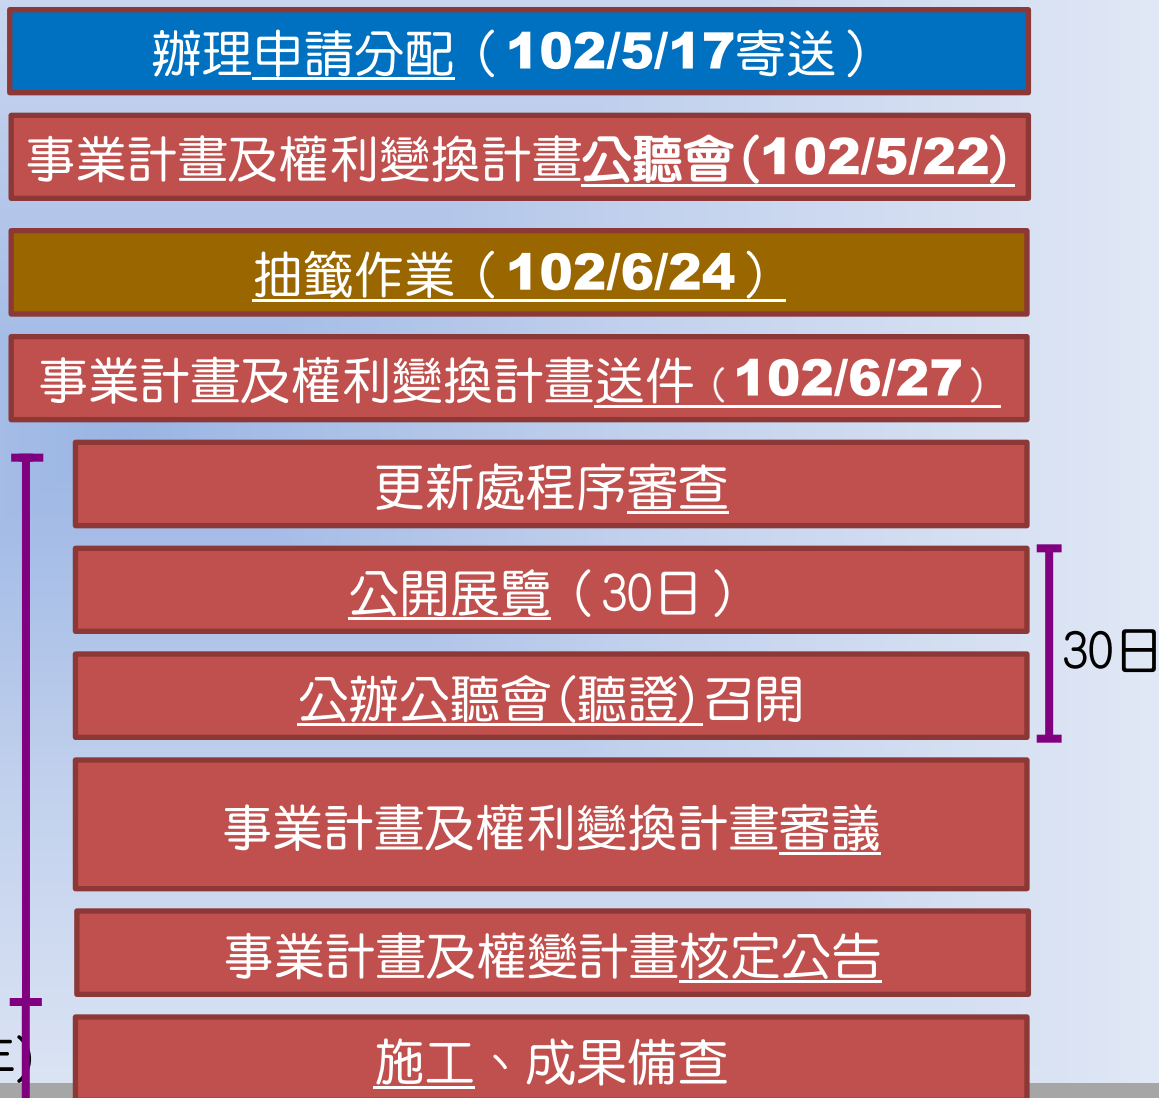 辦理申請分配（102/5/17寄送）
事業計畫及權利變換計畫公聽會(102/5/22)
抽籤作業（102/6/24）
事業計畫及權利變換計畫送件（102/6/27）
更新處程序審查
公開展覽（30日）
30日
公辦公聽會(聽證)召開
事業計畫及權利變換計畫審議
事業計畫及權變計畫核定公告
施工、成果備查